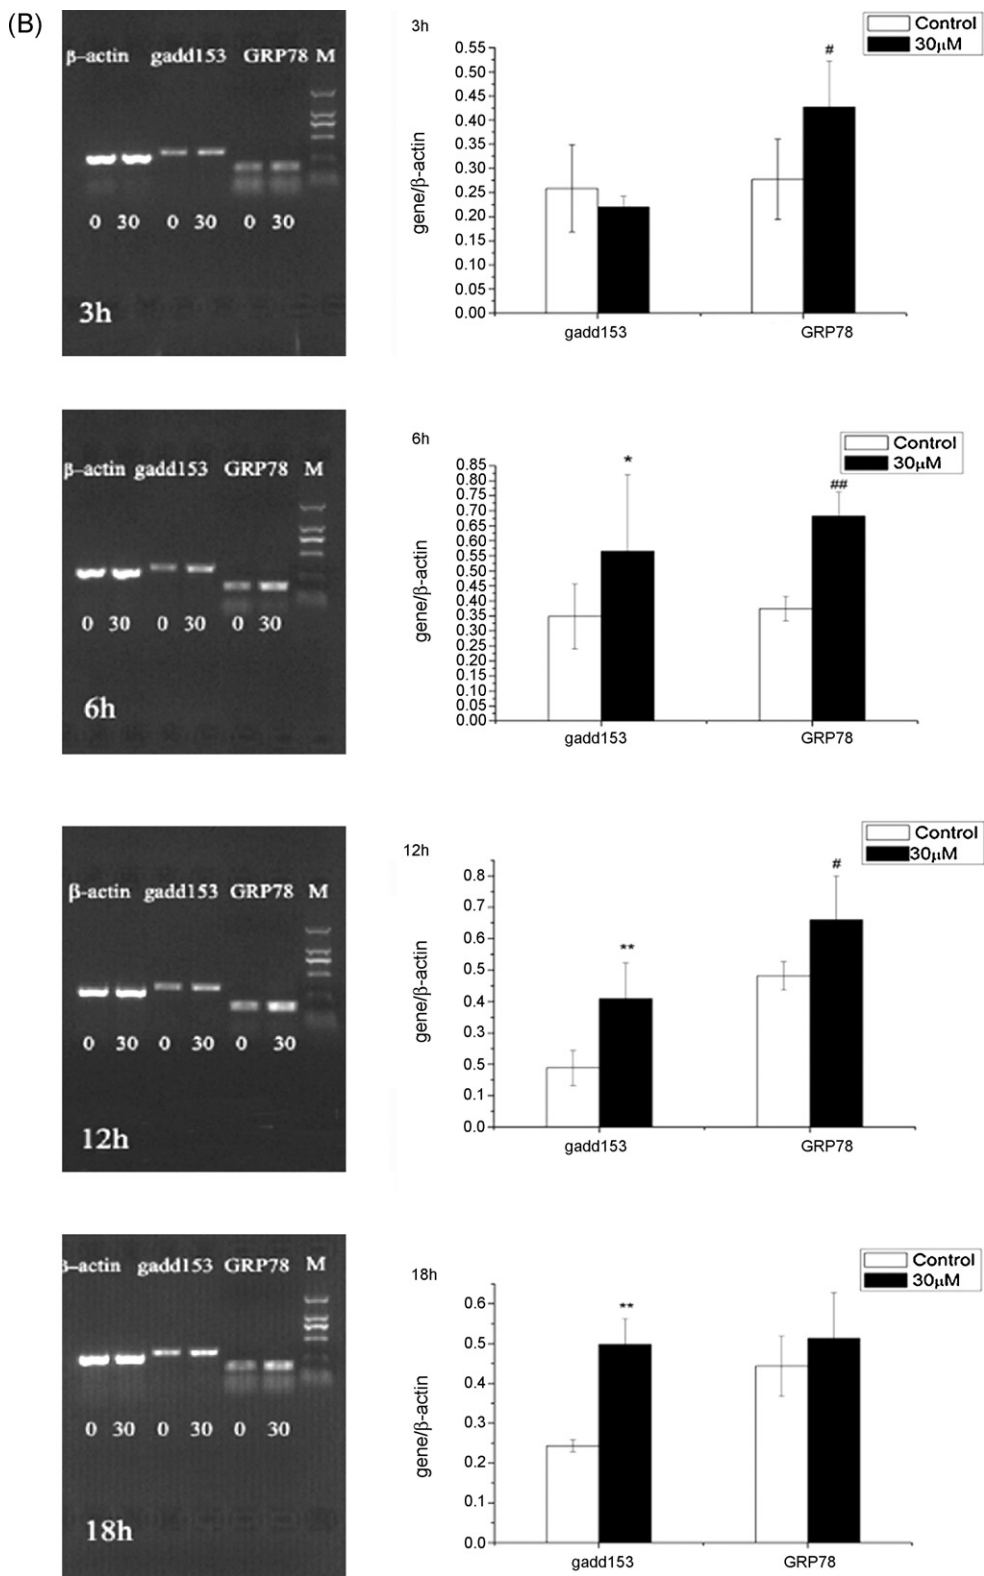 (B)
β–actin gadd153 GRP78 M
0 30 0 30 0 30
3h
3h
Control
30μM
#
0.55
0.50
0.45
0.40
0.35
0.30
0.25
0.20
0.15
0.10
0.05
0.00
gene/β-actin
gadd153 GRP78
β–actin gadd153 GRP78 M
0 30 0 30 0 30
6h
6h
Control
30μM
* ##
0.85
0.80
0.75
0.70
0.65
0.60
0.55
0.50
0.45
0.40
0.35
0.30
0.25
0.20
0.15
0.10
0.05
0.00
gene/β-actin
gadd153 GRP78
β–actin gadd153 GRP78 M
0 30 0 30 0 30
12h
12h
Control
30μM
** #
0.8
0.7
0.6
0.5
0.4
0.3
0.5
0.1
0.0
gene/β-actin
gadd153 GRP78
β–actin gadd153 GRP78 M
0 30 0 30 0 30
18h
18h
Control
30μM
**
0.6
0.5
0.4
0.3
0.2
0.1
0.0
gene/β-actin
gadd153 GRP78